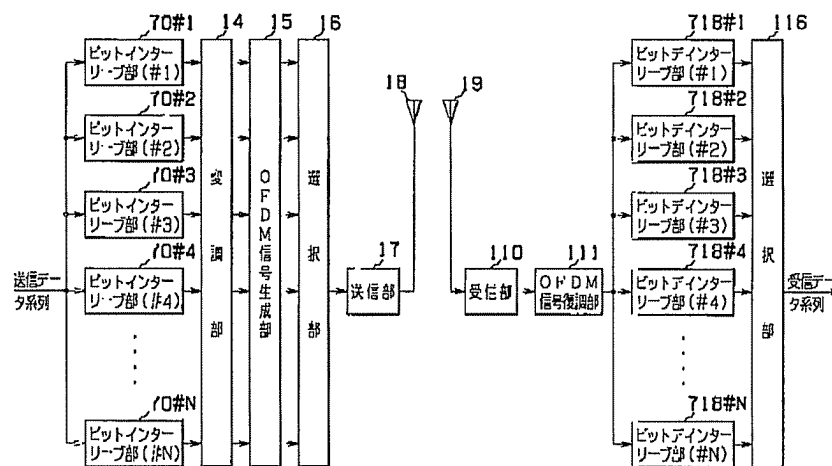 70#1
14
15
16
718#1
116
ビットインター
リーブ部(#1)
70#2
ビットインター
リーブ部(#2)
70#3
ビットインター
リーブ部(#3)
70#4
送信デー
タ系列
ビットインター
リーブ部(#4)
70#N
ビットインター
リーブ部(#N)
変調部
OFDM信号生成部
選択部
17
送信部
18
19
110
受信部
111
OFDM
信号復調部
ビットデインター
リーブ部(#1)
718#2
ビットデインター
リーブ部(#2)
718#3
ビットデインター
リーブ部(#3)
718#4
ビットデインター
リーブ部(#4)
718#N
ビットデインター
リーブ部(#N)
選択部
受信デー
タ系列